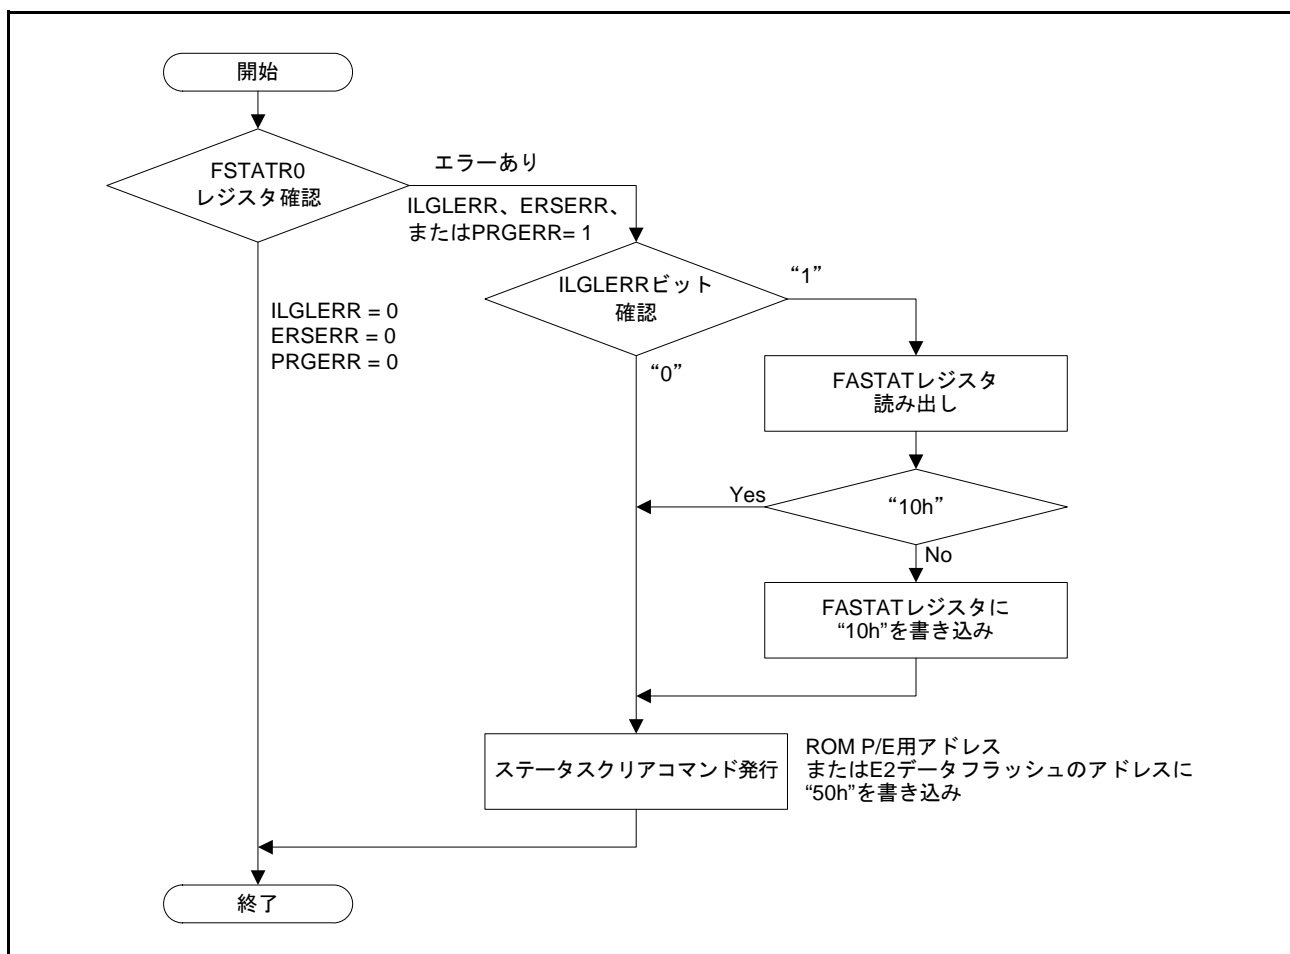 開始
FSTATR0
レジスタ確認
エラーあり
ILGLERR、ERSERR、
またはPRGERR= 1
ILGLERR = 0
ERSERR = 0
PRGERR = 0
ILGLERRビット
確認
“1”
“0”
FASTATレジスタ
読み出し
“10h”
Yes
No
FASTATレジスタに
“10h”を書き込み
ステータスクリアコマンド発行
ROM P/E用アドレス
またはE2データフラッシュのアドレスに
“50h”を書き込み
終了